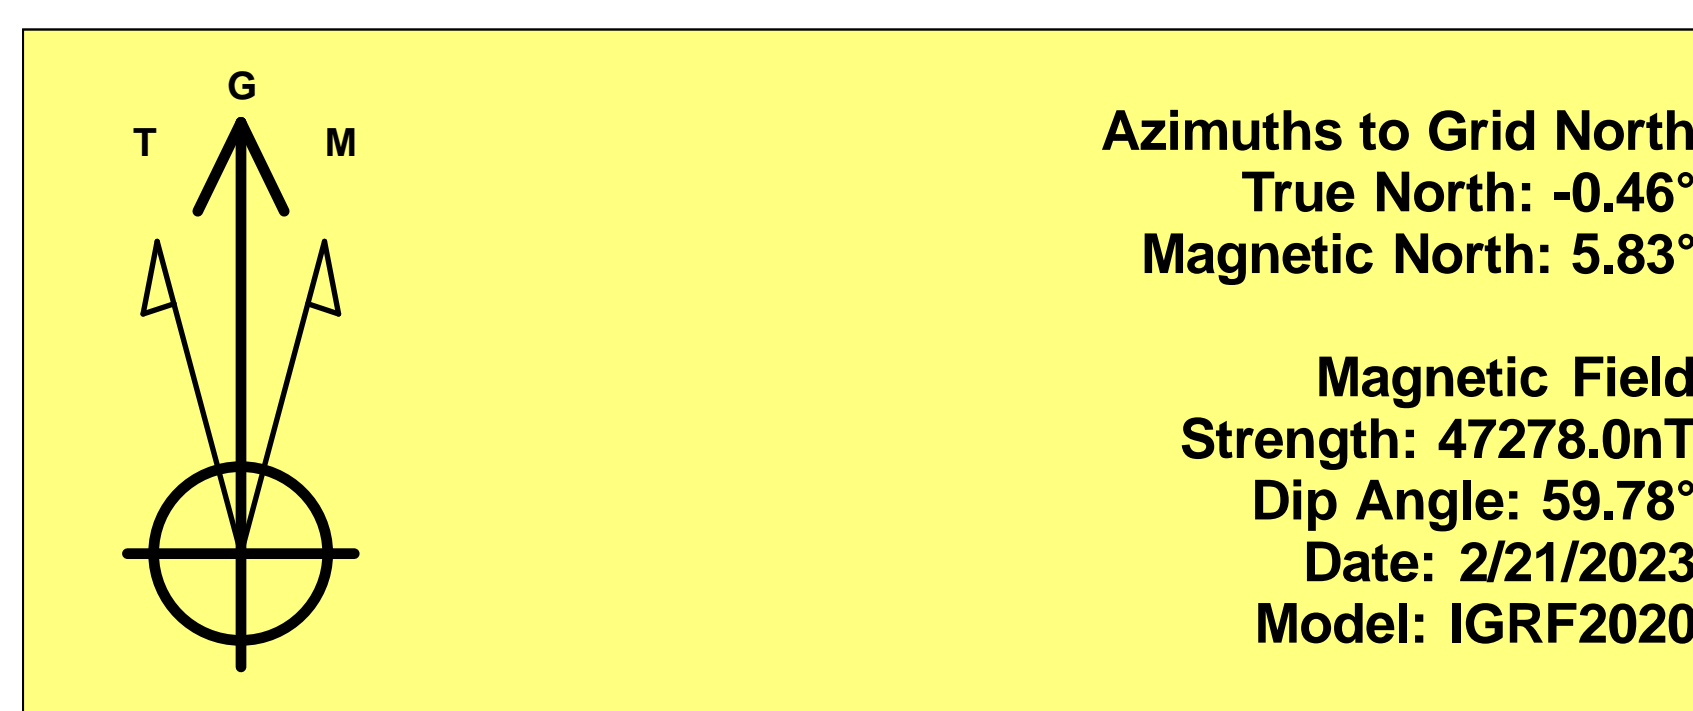 G
T M
Azimuths to Grid North
True North: -0.46°
Magnetic North: 5.83°
Magnetic Field
Strength: 47278.0nT
Dip Angle: 59.78°
Date: 2/21/2023
Model: IGRF2020